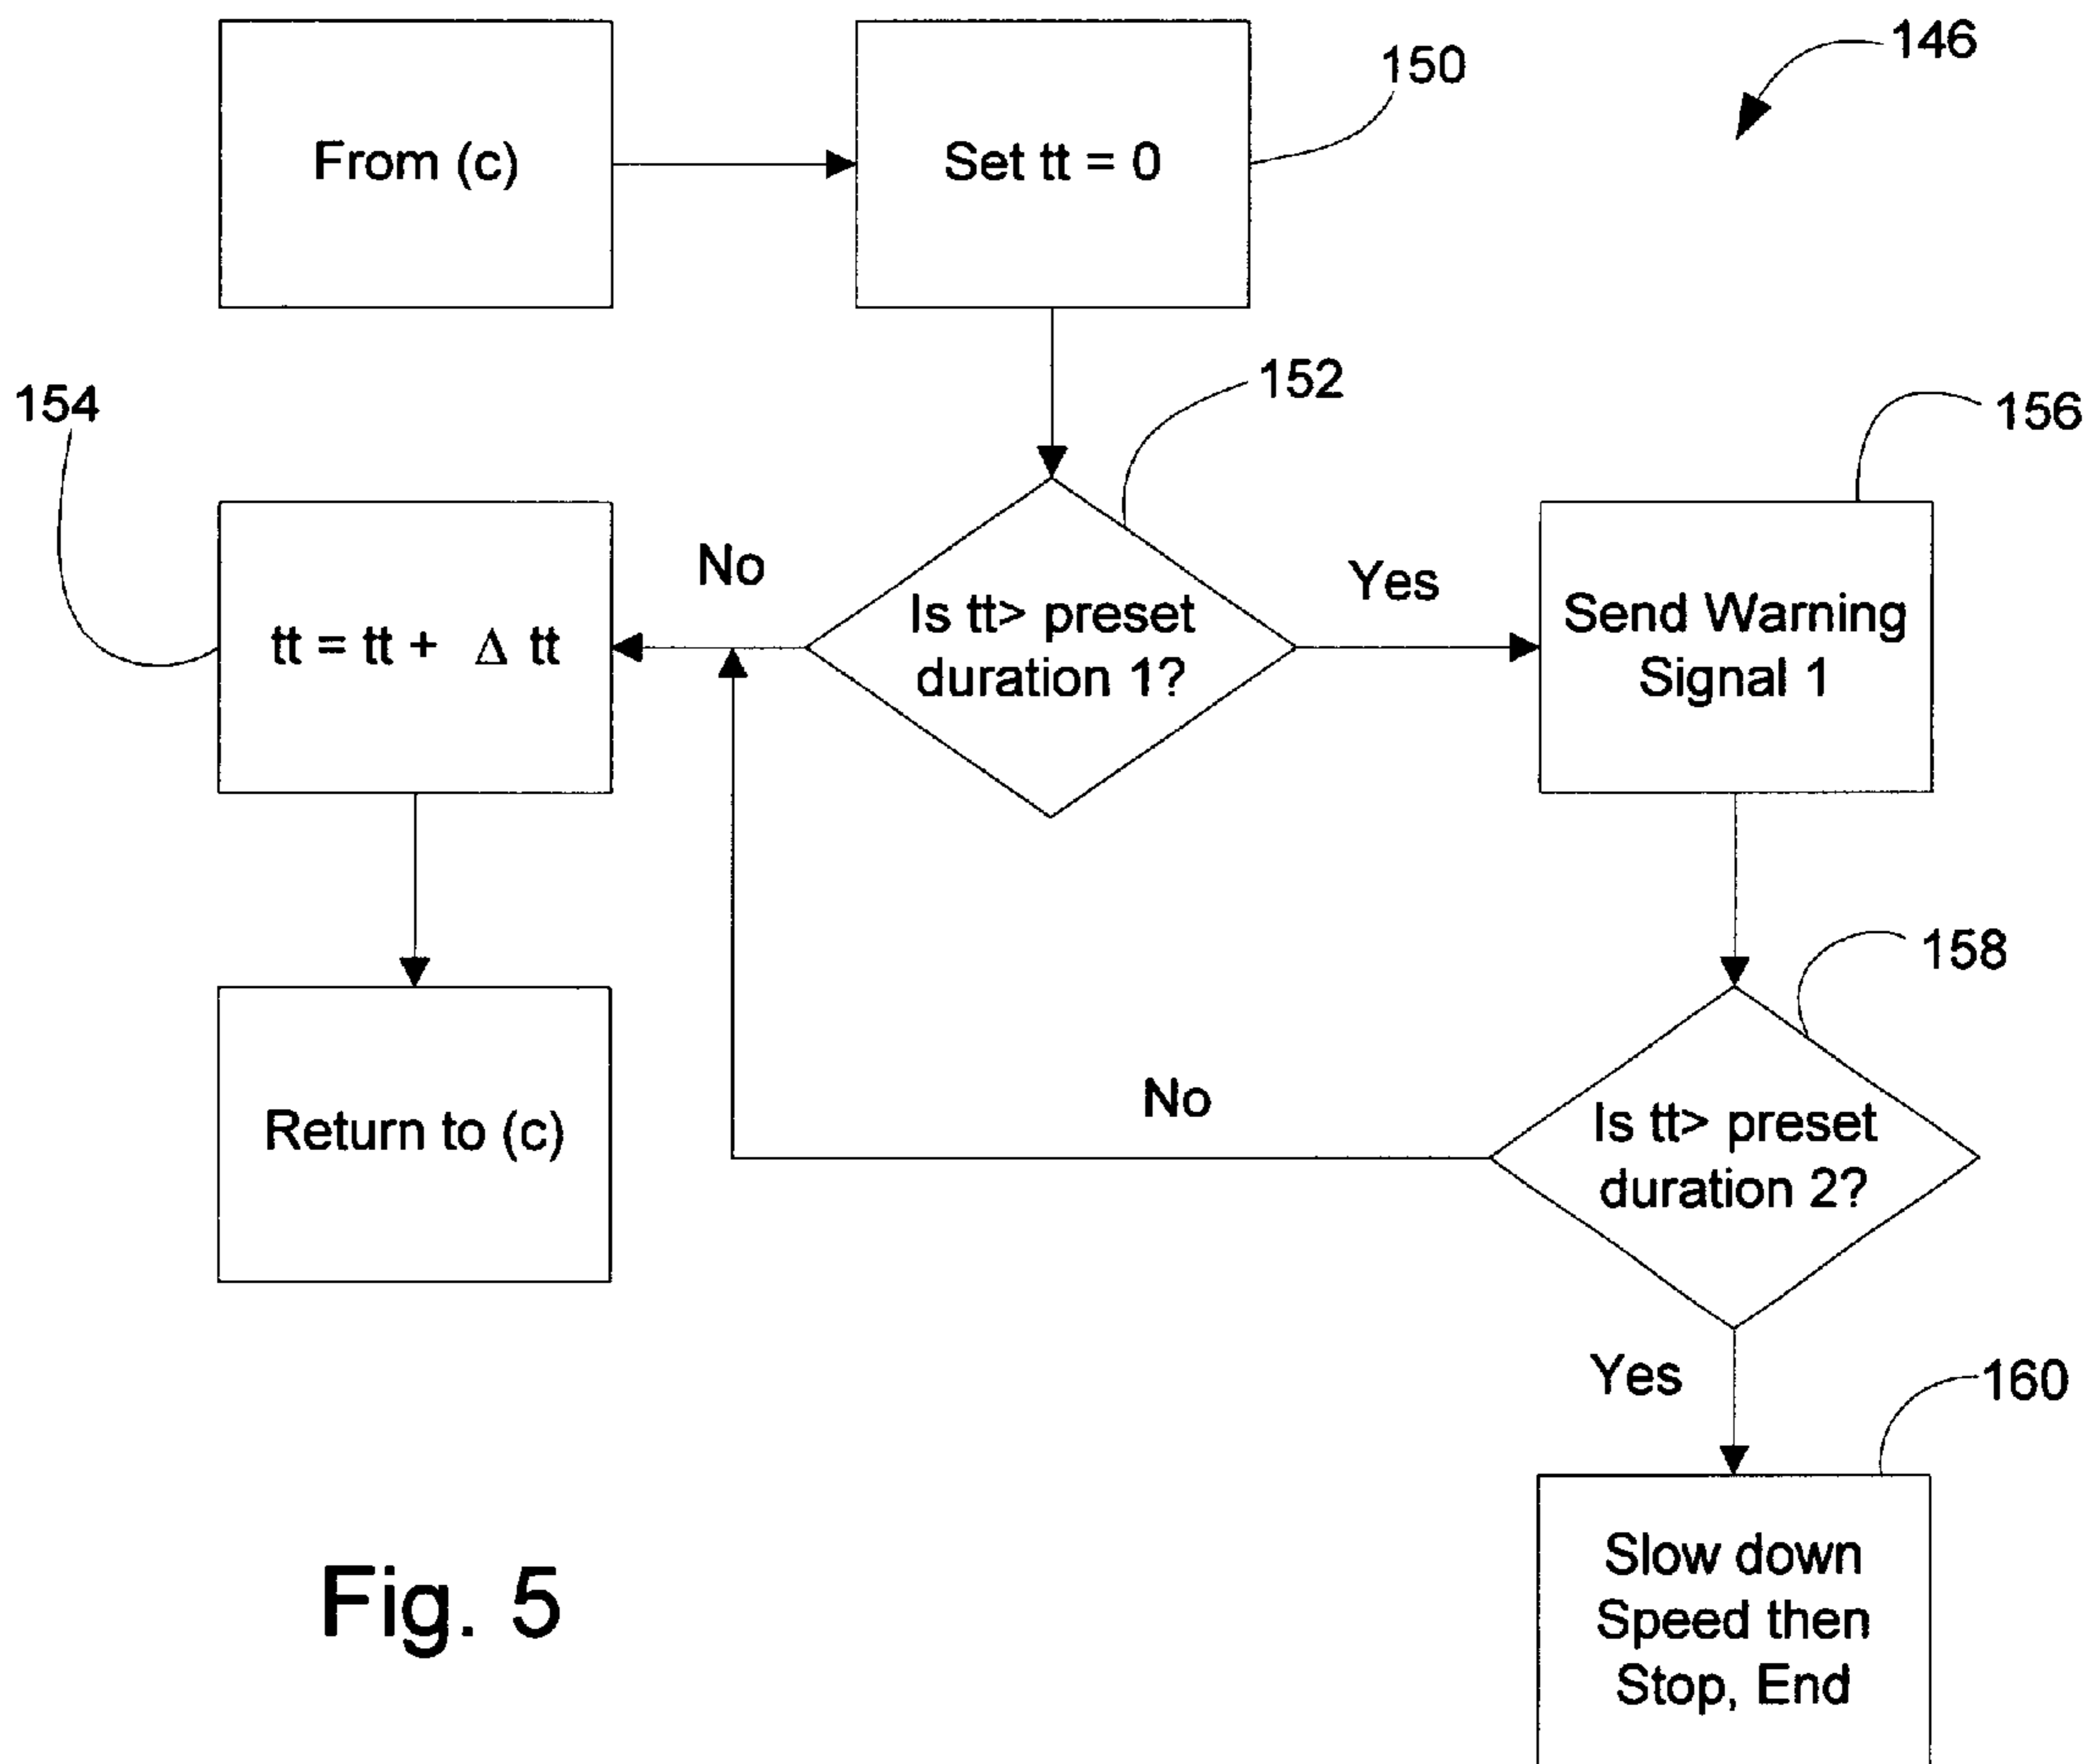 From (c)
Set tt = 0
150
146
154
152
156
tt = tt + Δ tt
No
Is tt> preset
duration 1?
Yes
Send Warning
Signal 1
158
Return to (c)
No
Is tt> preset
duration 2?
Yes
160
Slow down
Speed then
Stop, End
Fig. 5